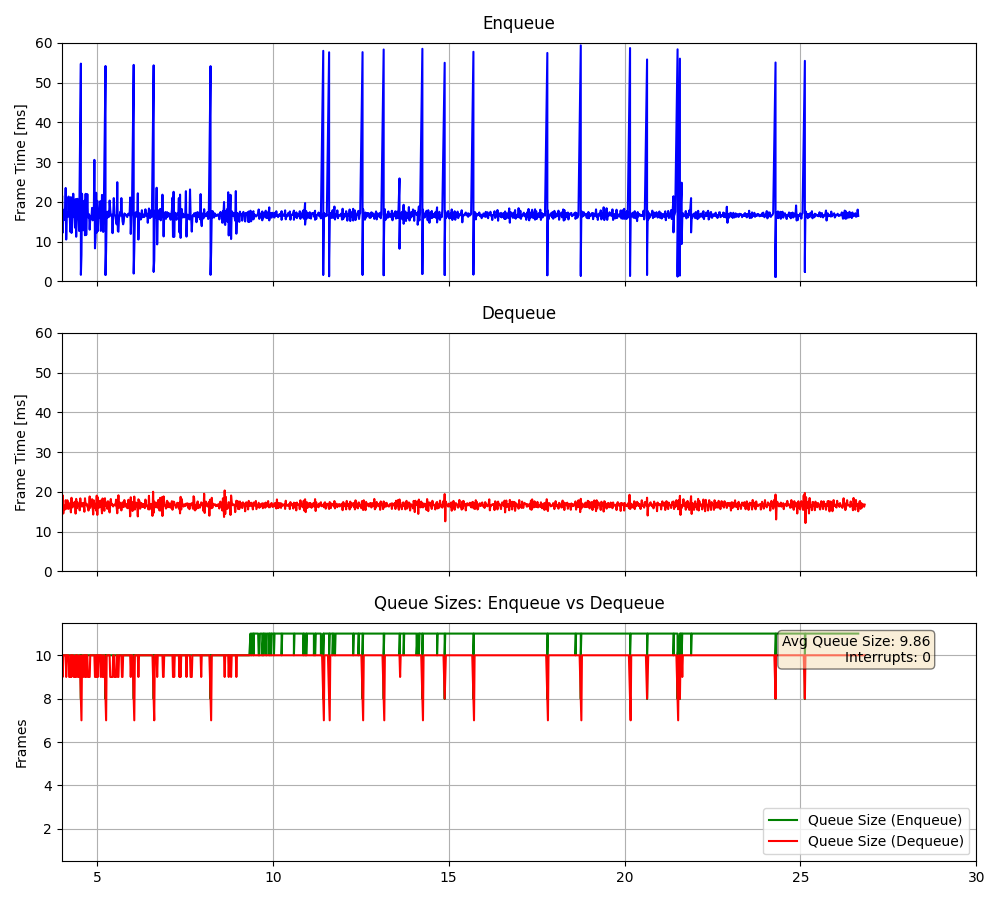 Enqueue
60
50
40
30
20
10
0
Frame Time [ms]
Dequeue
60
50
40
30
20
10
0
Frame Time [ms]
Queue Sizes: Enqueue vs Dequeue
Avg Queue Size: 9.86
Interrupts: 0
10
8
6
4
2
Frames
Queue Size (Enqueue)
Queue Size (Dequeue)
5 10 15 20 25 30